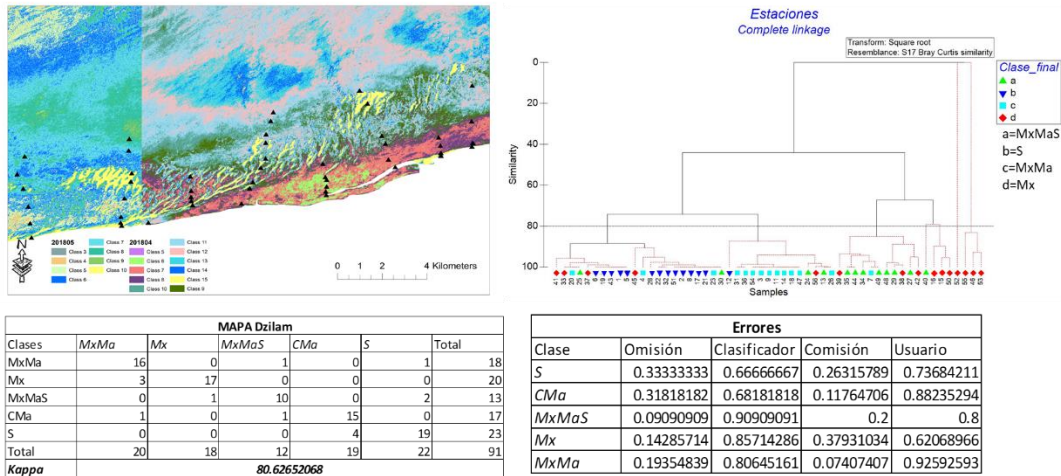 Estaciones
Complete linkage
Transform: Square root
Resemblance: S17 Bray Curtis similarity
Clase_final
a
b
c
d
a=MxMaS
b=S
c=MxMa
d=Mx
Similarity
0
20
40
60
80
100
Samples
N
201805
Class 3
Class 4
Class 5
Class 6
Class 7
Class 8
Class 9
Class 10
201804
Class 5
Class 6
Class 7
Class 8
Class 10
Class 11
Class 12
Class 13
Class 14
Class 15
Class 9
0 1 2 4 Kilometers
MAPA Dzilam
Clases MxMa Mx MxMaS CMa S Total
MxMa 16 0 1 0 1 18
Mx 3 17 0 0 0 20
MxMaS 0 1 10 0 2 13
CMa 1 0 1 15 0 17
S 0 0 0 4 19 23
Total 20 18 12 19 22 91
Kappa 80.62652068
Errores
Clase Omisión Clasificador Comisión Usuario
S 0.33333333 0.66666667 0.26315789 0.73684211
CMa 0.31818182 0.68181818 0.11764706 0.88235294
MxMaS 0.09090909 0.90909091 0.2 0.8
Mx 0.14285714 0.85714286 0.37931034 0.62068966
MxMa 0.19354839 0.80645161 0.07407407 0.92592593